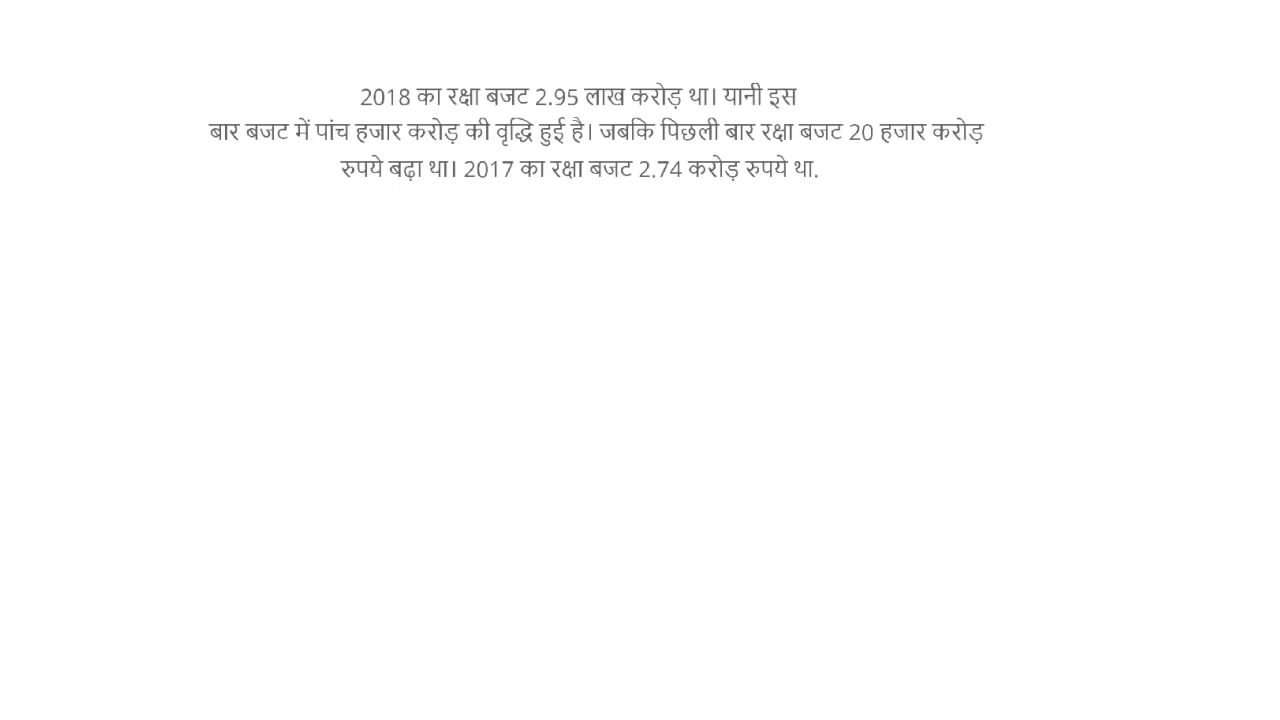 2018 का रक्षा बजट 2.95 लाख करोड़ था। यानी इस
बार बजट में पांच हजार करोड़ की वृद्धि हुई है। जबकि पिछली बार रक्षा बजट 20 हजार करोड़
रुपये बढ़ा था। 2017 का रक्षा बजट 2.74 करोड़ रुपये था.